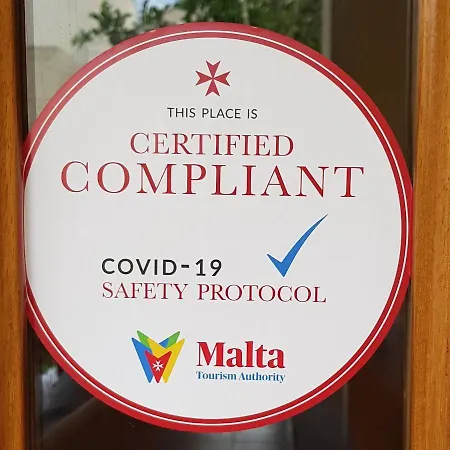 THIS PLACE IS
CERTIFIED
COMPLIANT
COVID-19
SAFETY PROTOCOL
Malta
Tourism Authority